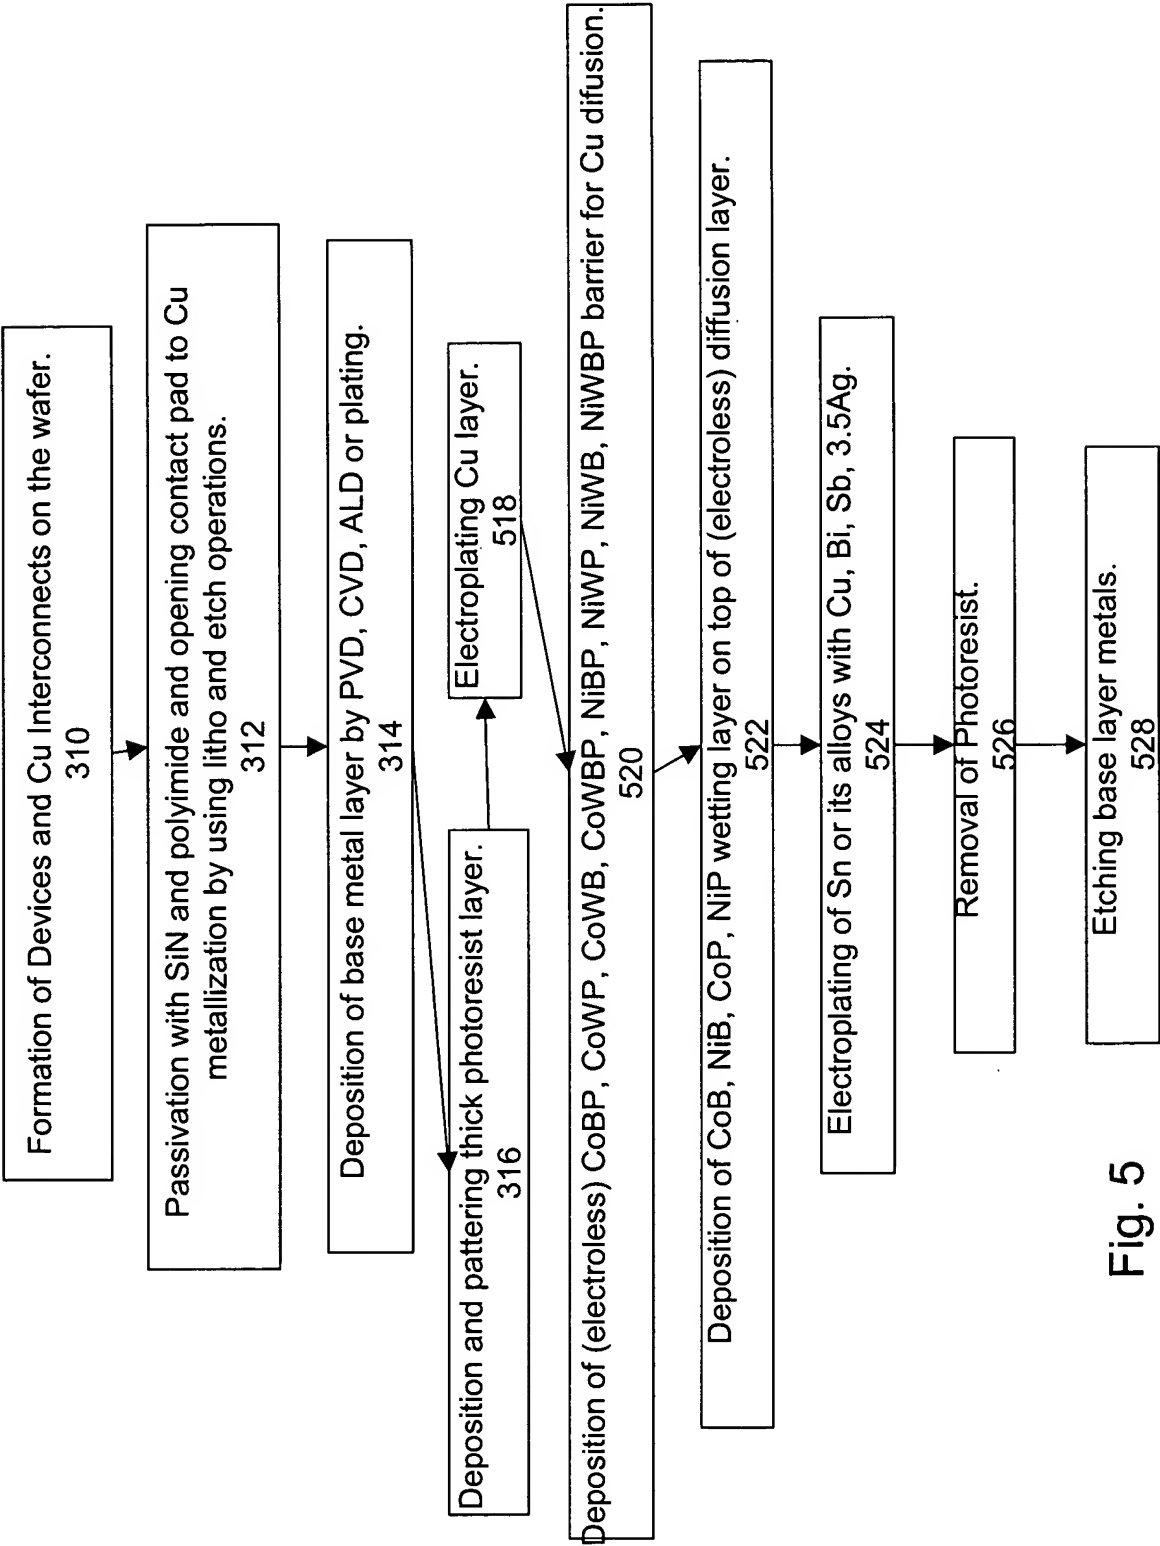 Formation of Devices and Cu Interconnects on the wafer.
310
Passivation with SiN and polyimide and opening contact pad to Cu
metallization by using litho and etch operations.
312
Deposition of base metal layer by PVD, CVD, ALD or plating.
314
Deposition and pattering thick photoresist layer.
316
Electroplating Cu layer.
518
Deposition of (electroless) CoBP, CoWP, CoWB, CoWBP, NiBP, NiWP, NiWB, NiWBP barrier for Cu difusion.
520
Deposition of CoB, NiB, CoP, NiP wetting layer on top of (electroless) diffusion layer.
522
Electroplating of Sn or its alloys with Cu, Bi, Sb, 3.5Ag.
524
Removal of Photoresist.
526
Etching base layer metals.
528
Fig. 5